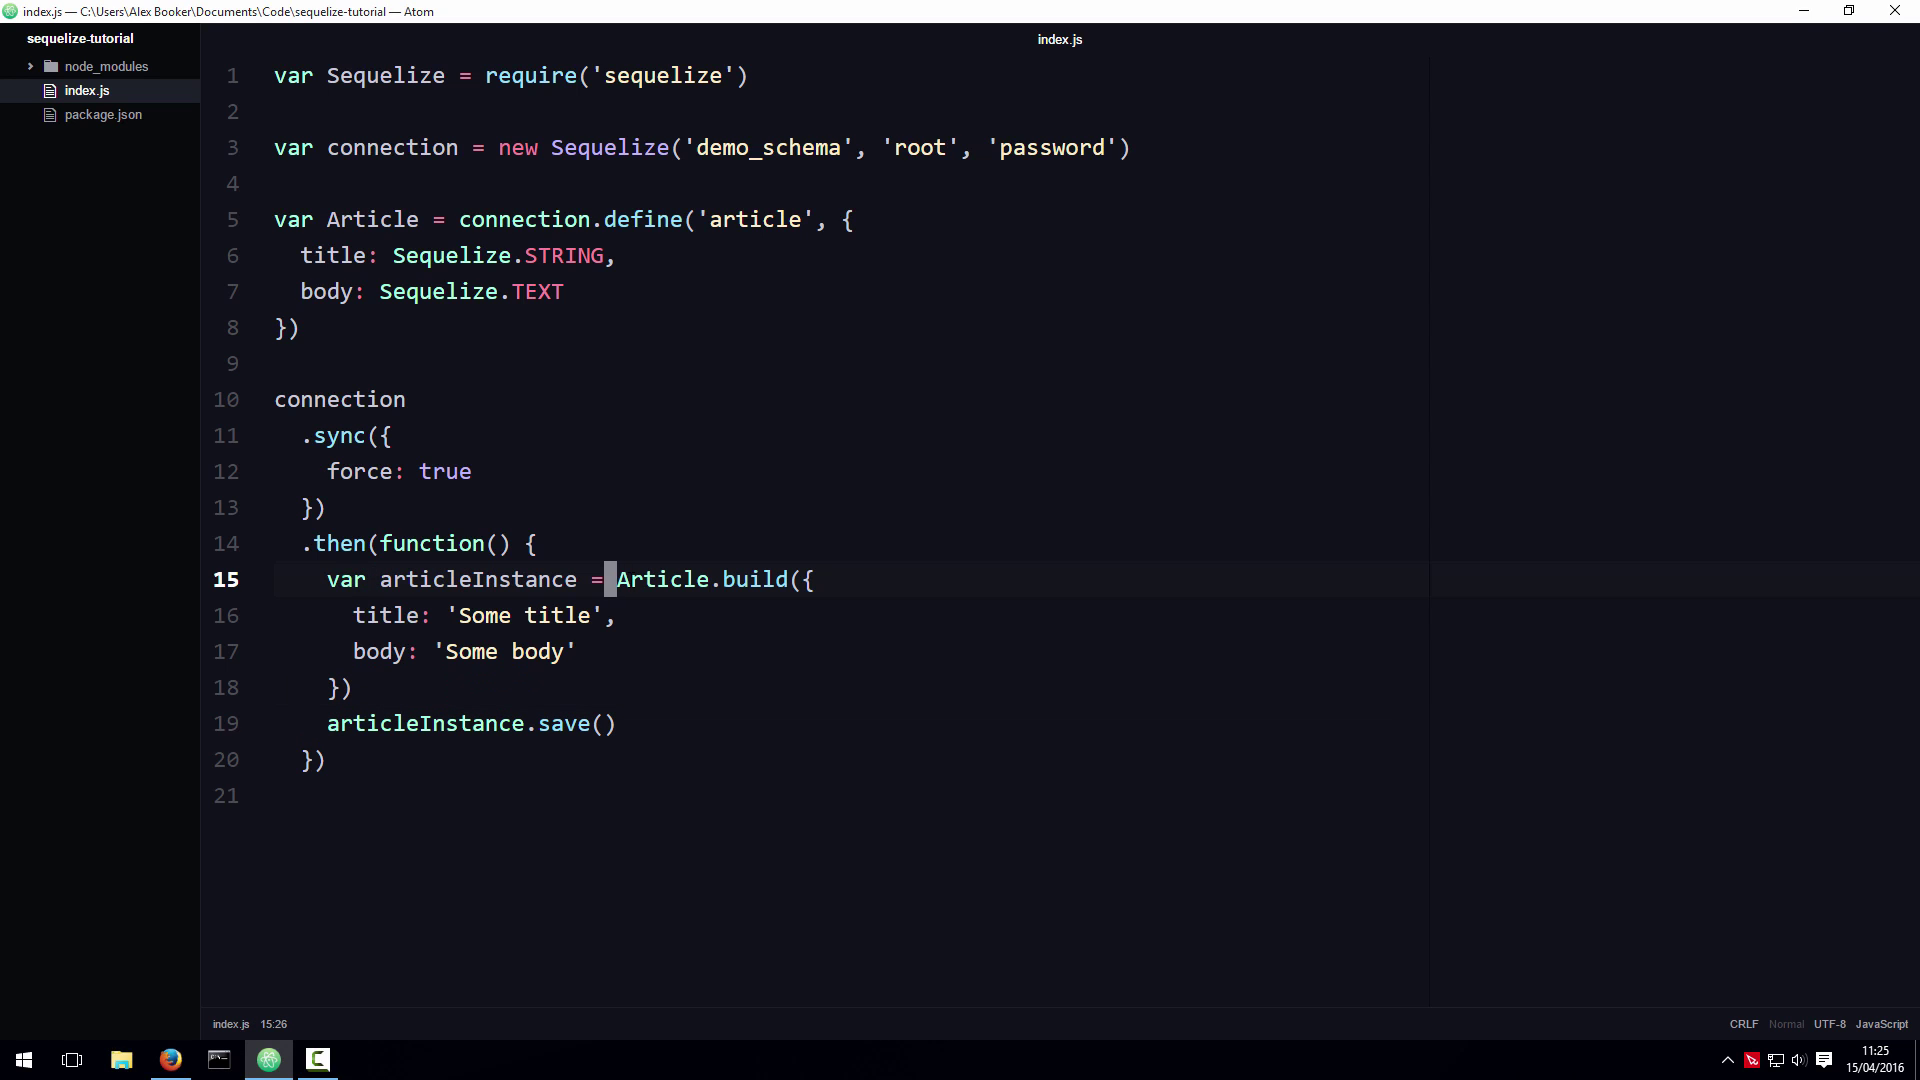 index.js — C:\Users\Alex Booker\Documents\Code\sequelize-tutorial — Atom
sequelize-tutorial
node_modules
index.js
package.json
index.js
1 var Sequelize = require('sequelize')
2
3 var connection = new Sequelize('demo_schema', 'root', 'password')
4
5 var Article = connection.define('article', {
6 title: Sequelize.STRING,
7 body: Sequelize.TEXT
8 })
9
10 connection
11 .sync({
12 force: true
13 })
14 .then(function() {
15 var articleInstance = Article.build({
16 title: 'Some title',
17 body: 'Some body'
18 })
19 articleInstance.save()
20 })
21
index.js 15:26
CRLF Normal UTF-8 JavaScript
11:25
15/04/2016